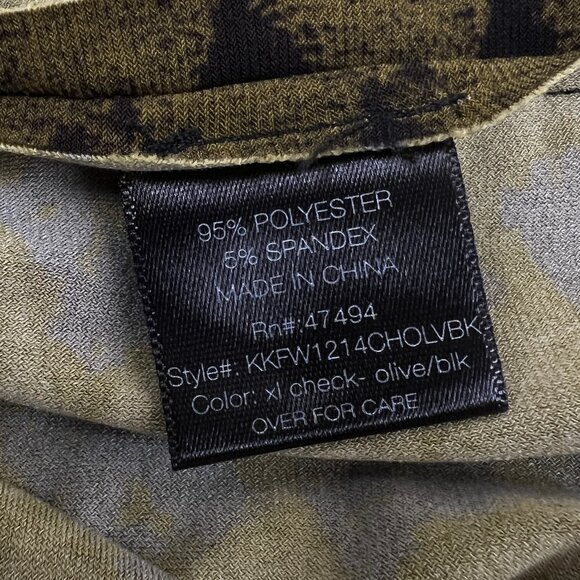 95% POLYESTER
5% SPANDEX
MADE IN CHINA
Rn#:47494
Style#: KKFW1214CHOLVBK
Color: xl check- olive/blk
OVER FOR CARE